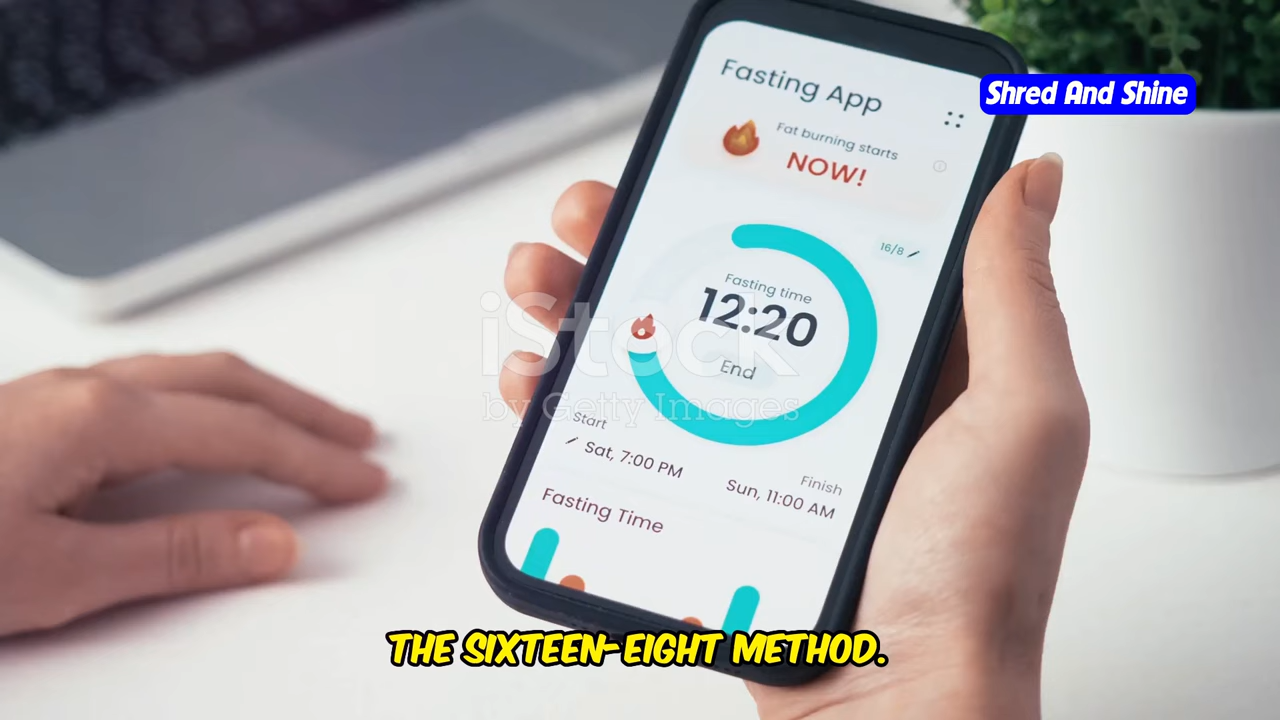 Shred And Shine
Fasting App
Fat burning starts
NOW!
16/8
Fasting time
12:20
End
Start
Sat, 7:00 PM
Finish
Sun, 11:00 AM
Fasting Time
iStock
by Getty Images
THE SIXTEEN-EIGHT METHOD.